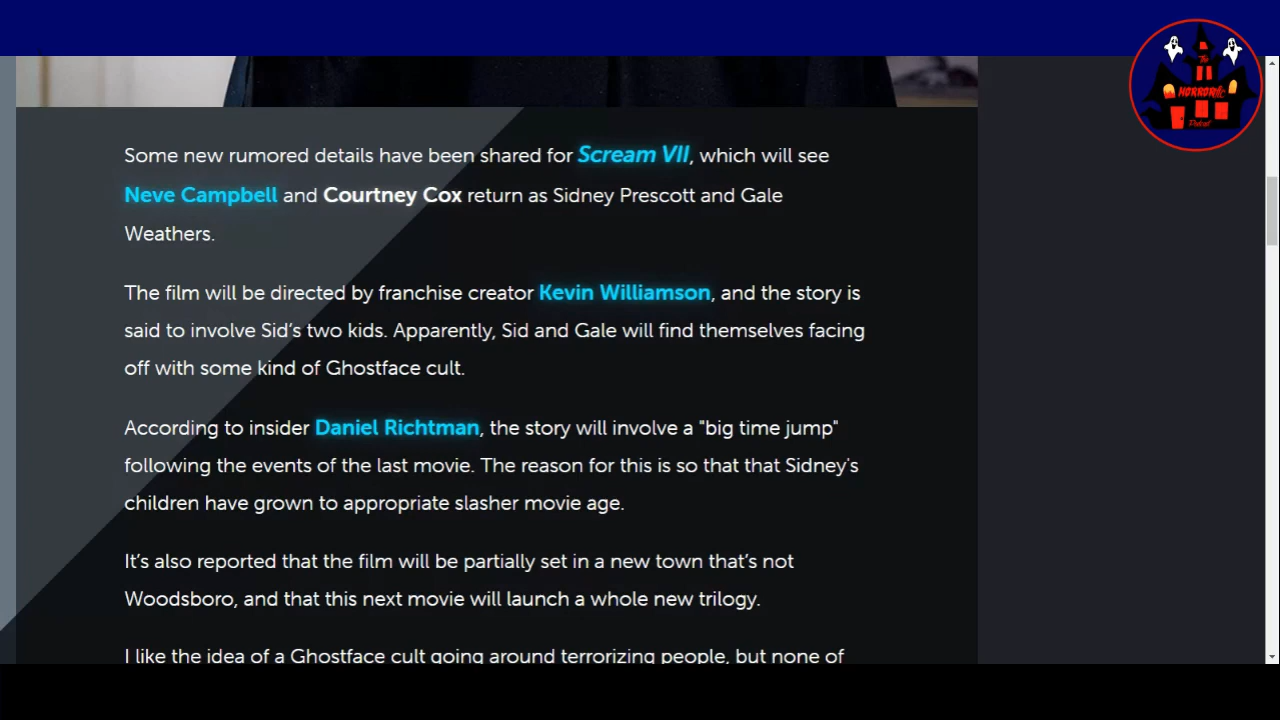 Some new rumored details have been shared for Scream VII, which will see
Neve Campbell and Courtney Cox return as Sidney Prescott and Gale
Weathers.
The film will be directed by franchise creator Kevin Williamson, and the story is
said to involve Sid's two kids. Apparently, Sid and Gale will find themselves facing
off with some kind of Ghostface cult.
According to insider Daniel Richtman, the story will involve a "big time jump"
following the events of the last movie. The reason for this is so that that Sidney's
children have grown to appropriate slasher movie age.
It's also reported that the film will be partially set in a new town that's not
Woodsboro, and that this next movie will launch a whole new trilogy.
I like the idea of a Ghostface cult going around terrorizing people, but none of
The
Podcast